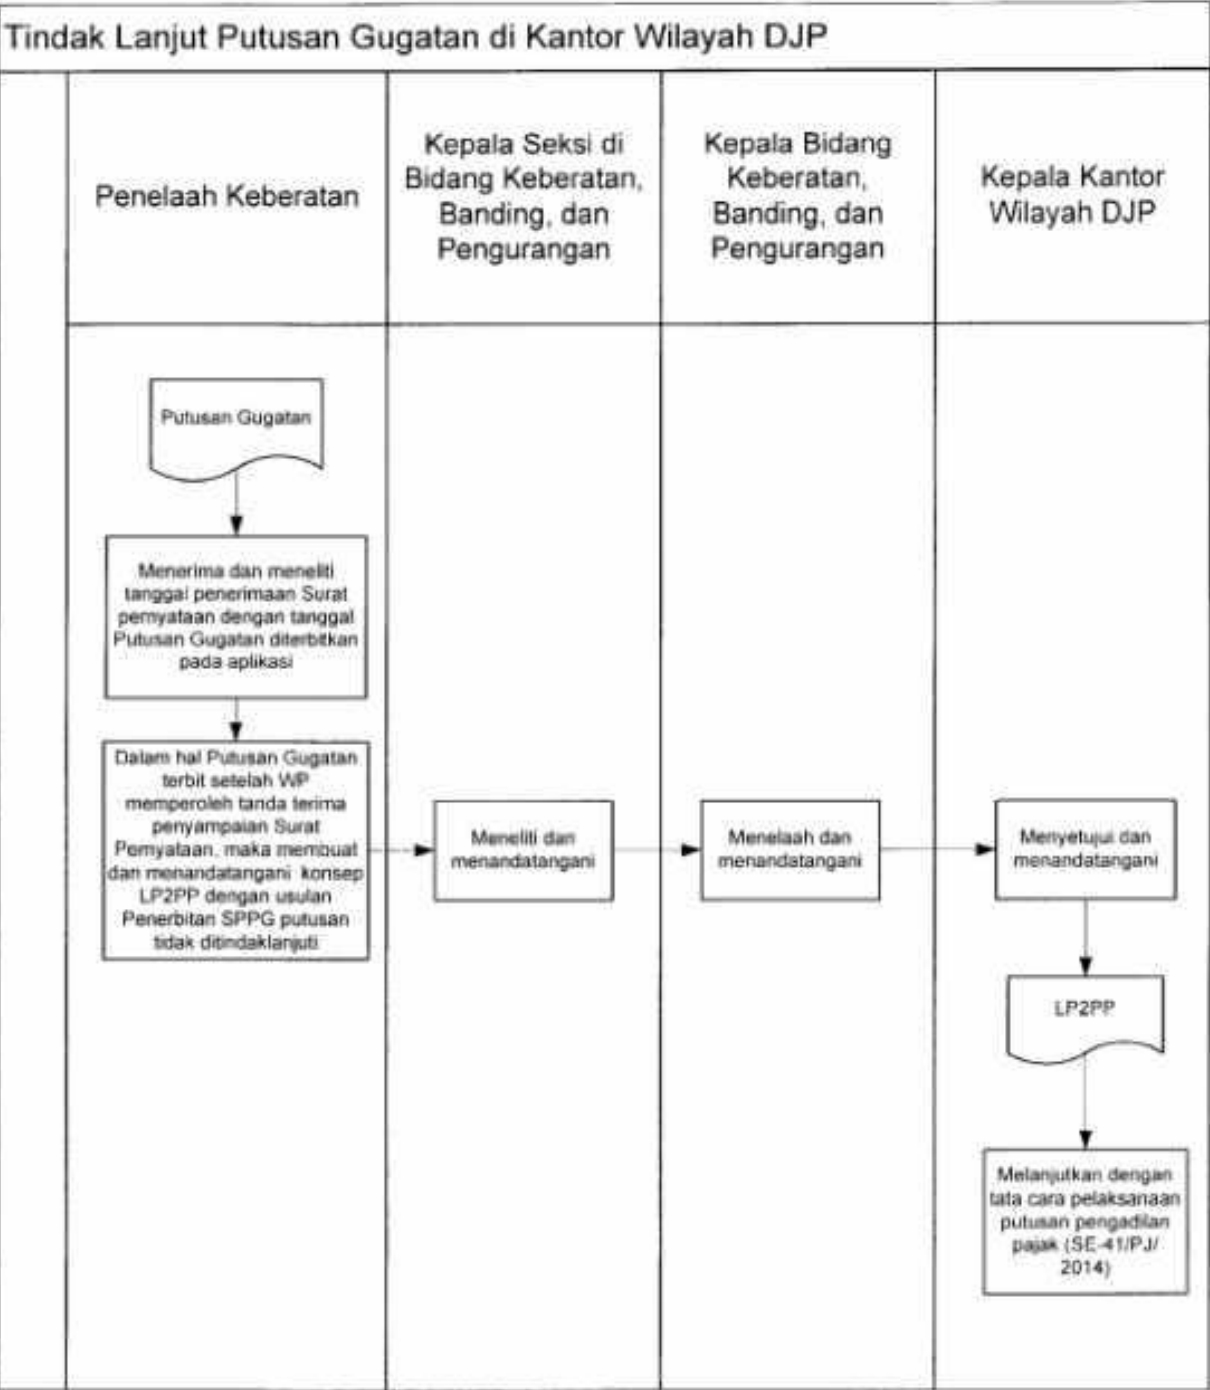 Tindak Lanjut Putusan Gugatan di Kantor Wilayah DJP
Penelaah Keberatan
Kepala Seksi di
Bidang Keberatan,
Banding, dan
Pengurangan
Kepala Bidang
Keberatan,
Banding, dan
Pengurangan
Kepala Kantor
Wilayah DJP
Putusan Gugatan
Menerima dan meneliti
tanggal penerimaan Surat
pernyataan dengan tanggal
Putusan Gugatan diterbitkan
pada aplikasi
Dalam hal Putusan Gugatan
terbit setelah WP
memperoleh tanda terima
penyampaian Surat
Pernyataan, maka membuat
dan menandatangani konsep
LP2PP dengan usulan
Penerbitan SPPG putusan
tidak ditindaklanjuti
Meneliti dan
menandatangani
Menelaah dan
menandatangani
Menyetujui dan
menandatangani
LP2PP
Melanjutkan dengan
tata cara pelaksanaan
putusan pengadilan
pajak (SE-41/PJ/
2014)